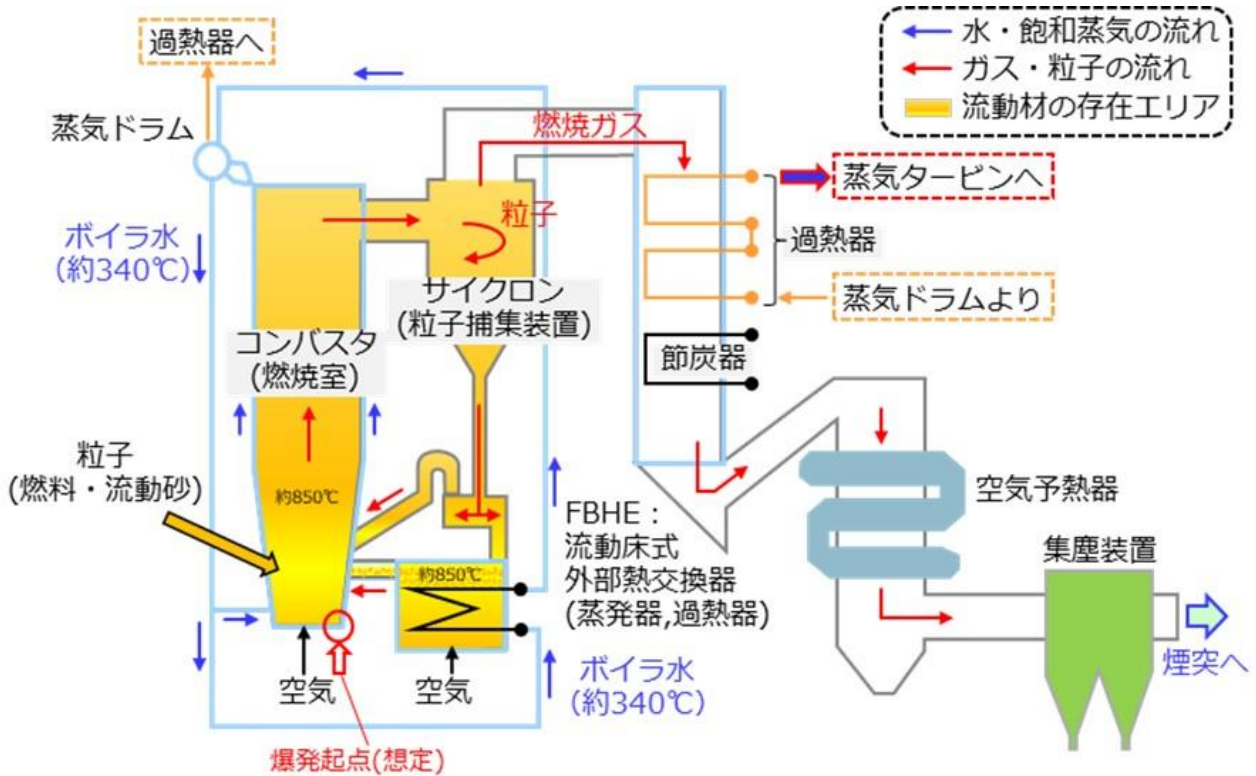 水・飽和蒸気の流れ
ガス・粒子の流れ
流動材の存在エリア
過熱器へ
蒸気ドラム
燃焼ガス
蒸気タービンへ
粒子
過熱器
ボイラ水
(約340℃)
サイクロン
(粒子捕集装置)
蒸気ドラムより
コンバスタ
(燃焼室)
節炭器
粒子
(燃料・流動砂)
約850℃
空気予熱器
FBHE：
流動床式
外部熱交換器
(蒸発器,過熱器)
約850℃
集塵装置
煙突へ
空気
空気
ボイラ水
(約340℃)
爆発起点(想定)